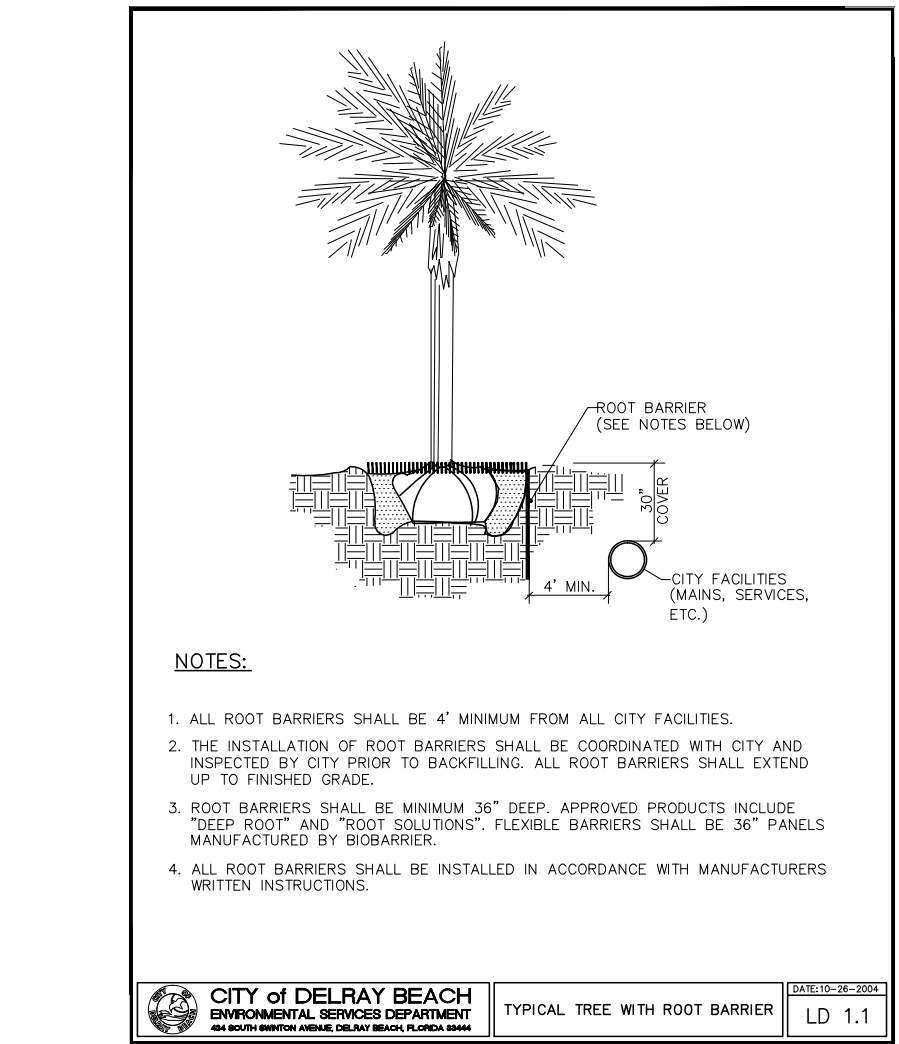 ROOT BARRIER
(SEE NOTES BELOW)
30"
COVER
4' MIN.
CITY FACILITIES
(MAINS, SERVICES,
ETC.)
NOTES:
1. ALL ROOT BARRIERS SHALL BE 4' MINIMUM FROM ALL CITY FACILITIES.
2. THE INSTALLATION OF ROOT BARRIERS SHALL BE COORDINATED WITH CITY AND
INSPECTED BY CITY PRIOR TO BACKFILLING. ALL ROOT BARRIERS SHALL EXTEND
UP TO FINISHED GRADE.
3. ROOT BARRIERS SHALL BE MINIMUM 36" DEEP. APPROVED PRODUCTS INCLUDE
"DEEP ROOT" AND "ROOT SOLUTIONS". FLEXIBLE BARRIERS SHALL BE 36" PANELS
MANUFACTURED BY BIOBARRIER.
4. ALL ROOT BARRIERS SHALL BE INSTALLED IN ACCORDANCE WITH MANUFACTURERS
WRITTEN INSTRUCTIONS.
CITY OF DELRAY BEACH
CITY of DELRAY BEACH
ENVIRONMENTAL SERVICES DEPARTMENT
434 SOUTH SWINTON AVENUE, DELRAY BEACH, FLORIDA 33444
TYPICAL TREE WITH ROOT BARRIER
DATE:10-26-2004
LD 1.1